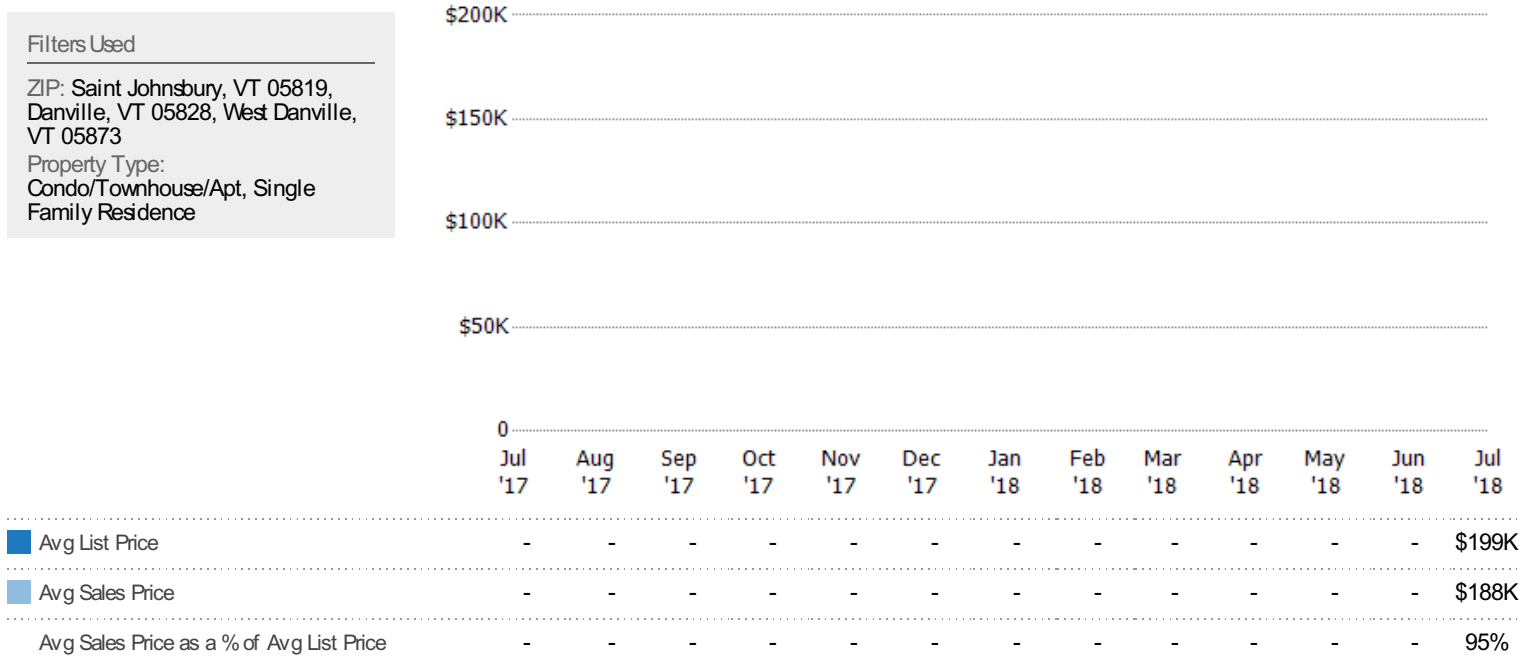 Filters Used
ZIP: Saint Johnsbury, VT 05819,
Danville, VT 05828, West Danville,
VT 05873
Property Type:
Condo/Townhouse/Apt, Single
Family Residence
$200K
$150K
$100K
$50K
0
Jul Aug Sep Oct Nov Dec Jan Feb Mar Apr May Jun Jul
'17 '17 '17 '17 '17 '17 '18 '18 '18 '18 '18 '18 '18
Avg List Price - - - - - - - - - - - - $199K
Avg Sales Price - - - - - - - - - - - - $188K
Avg Sales Price as a % of Avg List Price - - - - - - - - - - - - 95%